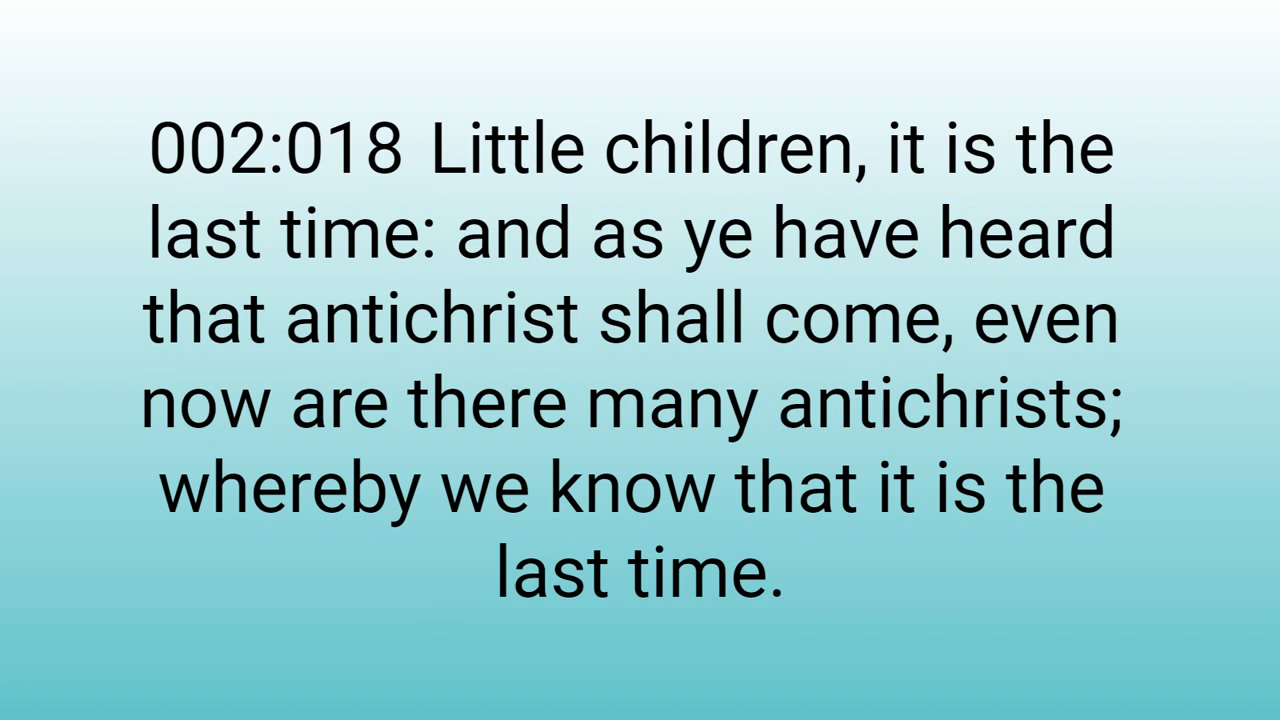 002:018 Little children, it is the
last time: and as ye have heard
that antichrist shall come, even
now are there many antichrists;
whereby we know that it is the
last time.